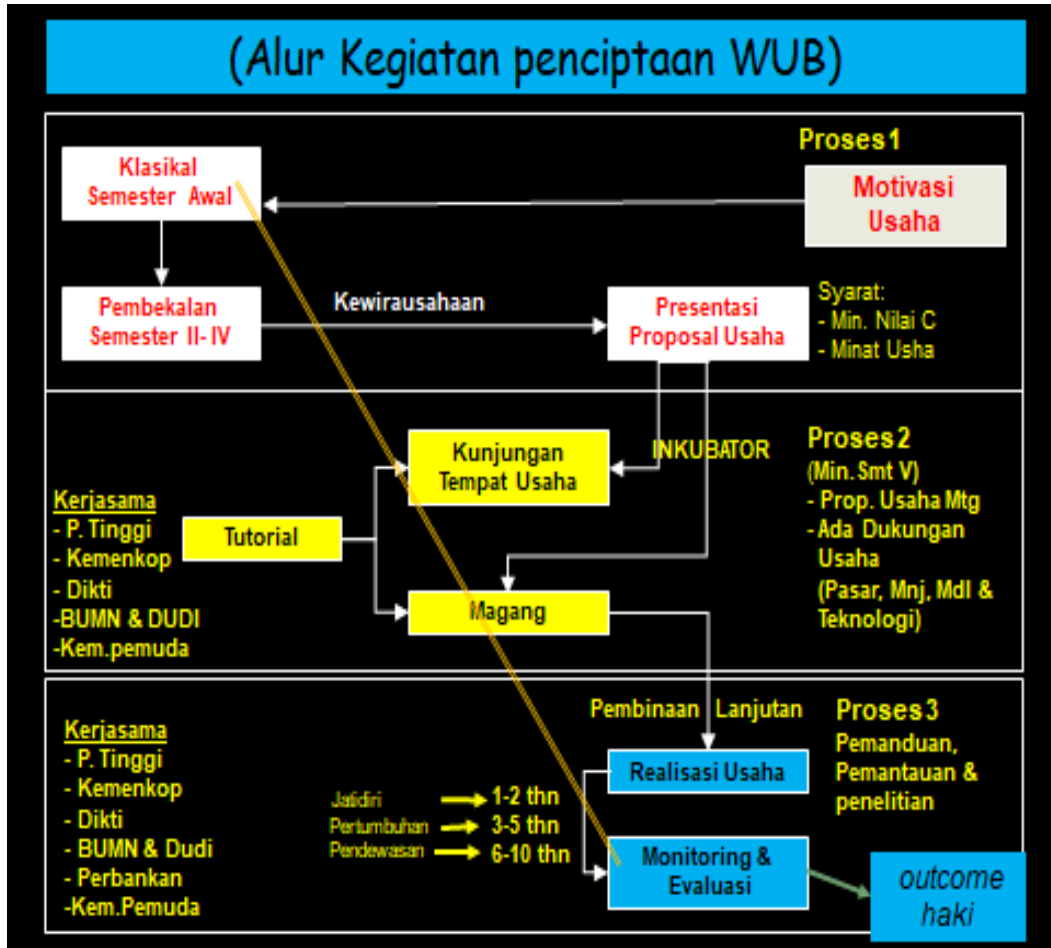 (Alur Kegiatan penciptaan WUB)
Proses 1
Klasikal
Semester Awal
Motivasi
Usaha
Pembekalan
Semester II- IV
Kewirausahaan
Presentasi
Proposal Usaha
Syarat:
- Min. Nilai C
- Minat Usha
Kunjungan
Tempat Usaha
INKUBATOR
Proses 2
(Min. Smt V)
- Prop. Usaha Mtg
- Ada Dukungan
Usaha
(Pasar, Mnj, Mdl &
Teknologi)
Kerjasama
- P. Tinggi
- Kemenkop
- Dikti
-BUMN & DUDI
-Kem.pemuda
Tutorial
Magang
Pembinaan Lanjutan
Proses 3
Pemanduan,
Pemantauan &
penelitian
Kerjasama
- P. Tinggi
- Kemenkop
- Dikti
- BUMN & Dudi
- Perbankan
-Kem.Pemuda
Jatidiri 1-2 thn
Pertumbuhan 3-5 thn
Pendewasan 6-10 thn
Realisasi Usaha
Monitoring &
Evaluasi
outcome
haki